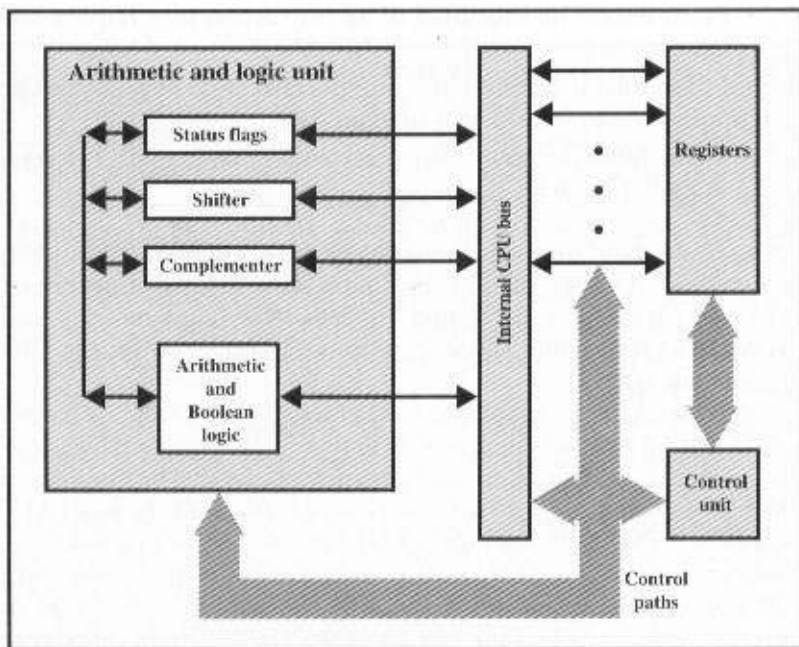 Arithmetic and logic unit
Status flags
Shifter
Complementer
Arithmetic
and
Boolean
logic
Internal CPU bus
Registers
Control
unit
Control
paths